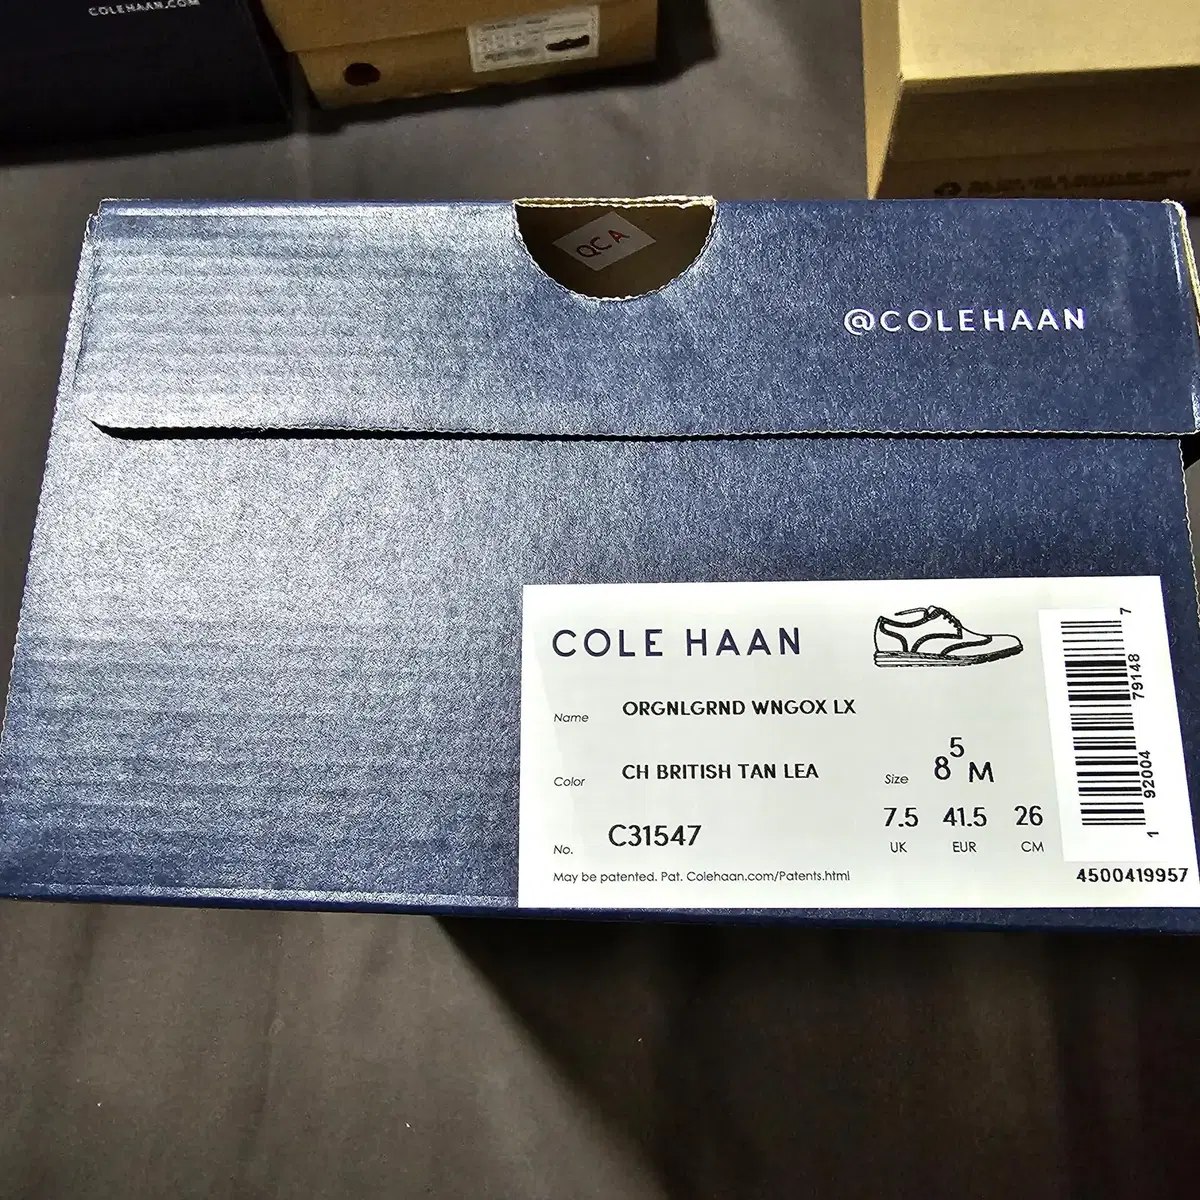 COLEHAAN.COM
QCA
@COLEHAAN
COLE HAAN
Name ORGNLGRND WNGOX LX
Color CH BRITISH TAN LEA
Size 8 5 M
7.5 41.5 26
UK EUR CM
No. C31547
May be patented. Pat. Colehaan.com/Patents.html
1 92004 79148 7
4500419957